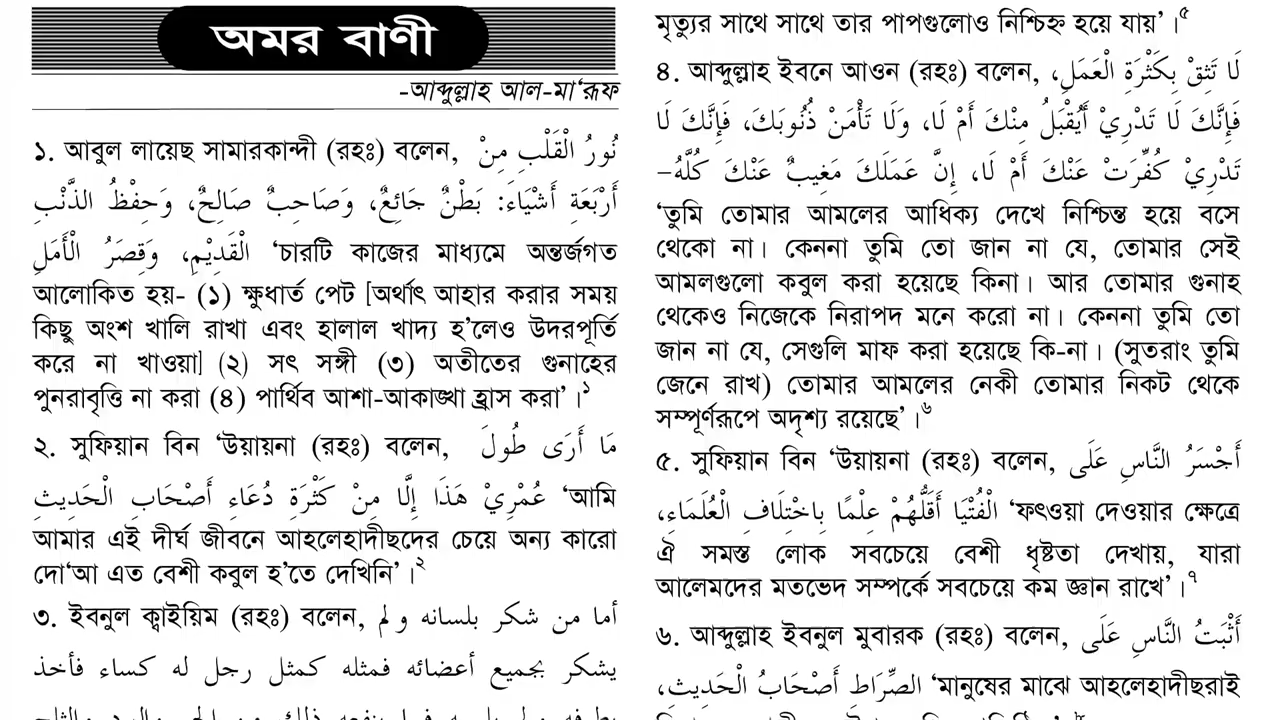 অমর বাণী
-আব্দুল্লাহ আল-মা‘রূফ
১. আবুল লায়েছ সামারকান্দী (রহঃ) বলেন, نُورُ الْقَلْبِ مِنْ
أَرْبَعَةِ أَشْيَاءَ: بَطْنٌ جَائِعٌ، وَصَاحِبٌ صَالِحٌ، وَحِفْظُ الذَّنْبِ
الْقَدِيْمِ، وَقِصَرُ الْأَمَلِ ‘চারটি কাজের মাধ্যমে অন্তর্জগত
আলোকিত হয়- (১) ক্ষুধার্ত পেট [অর্থাৎ আহার করার সময়
কিছু অংশ খালি রাখা এবং হালাল খাদ্য হ’লেও উদরপূর্তি
করে না খাওয়া] (২) সৎ সঙ্গী (৩) অতীতের গুনাহের
পুনরাবৃত্তি না করা (৪) পার্থিব আশা-আকাঙ্খা হ্রাস করা’।১
২. সুফিয়ান বিন ‘উয়ায়না (রহঃ) বলেন, مَا أَرَى طُولَ
عُمْرِيْ هَذَا إِلَّا مِنْ كَثْرَةِ دُعَاءِ أَصْحَابِ الْحَدِيثِ ‘আমি
আমার এই দীর্ঘ জীবনে আহলেহাদীছদের চেয়ে অন্য কারো
দো‘আ এত বেশী কবুল হ’তে দেখিনি’।২
৩. ইবনুল ক্বাইয়িম (রহঃ) বলেন, أما من شكر بلسانه ولم
يشكر بجميع أعضائه فمثله كمثل رجل له كساء فأخذ
মৃত্যুর সাথে সাথে তার পাপগুলোও নিশ্চিহ্ন হয়ে যায়’।৫
৪. আব্দুল্লাহ ইবনে আওন (রহঃ) বলেন, لَا تَثِقْ بِكَثْرَةِ الْعَمَلِ،
فَإِنَّكَ لَا تَدْرِيْ أَيُقْبَلُ مِنْكَ أَمْ لَا، وَلَا تَأْمَنْ ذُنُوبَكَ، فَإِنَّكَ لَا
تَدْرِيْ كُفِّرَتْ عَنْكَ أَمْ لَا، إِنَّ عَمَلَكَ مَغِيبٌ عَنْكَ كُلَّهُ-
‘তুমি তোমার আমলের আধিক্য দেখে নিশ্চিন্ত হয়ে বসে
থেকো না। কেননা তুমি তো জান না যে, তোমার সেই
আমলগুলো কবুল করা হয়েছে কিনা। আর তোমার গুনাহ
থেকেও নিজেকে নিরাপদ মনে করো না। কেননা তুমি তো
জান না যে, সেগুলি মাফ করা হয়েছে কি-না। (সুতরাং তুমি
জেনে রাখ) তোমার আমলের নেকী তোমার নিকট থেকে
সম্পূর্ণরূপে অদৃশ্য রয়েছে’।৬
৫. সুফিয়ান বিন ‘উয়ায়না (রহঃ) বলেন, أَجْسَرُ النَّاسِ عَلَى
الْفُتْيَا أَقَلُّهُمْ عِلْمًا بِاخْتِلَافِ الْعُلَمَاءِ، ‘ফৎওয়া দেওয়ার ক্ষেত্রে
ঐ সমস্ত লোক সবচেয়ে বেশী ধৃষ্টতা দেখায়, যারা
আলেমদের মতভেদ সম্পর্কে সবচেয়ে কম জ্ঞান রাখে’।৭
৬. আব্দুল্লাহ ইবনুল মুবারক (রহঃ) বলেন, أَثْبَتُ النَّاسِ عَلَى
الصِّرَاطِ أَصْحَابُ الْحَدِيثِ، ‘মানুষের মাঝে আহলেহাদীছরাই